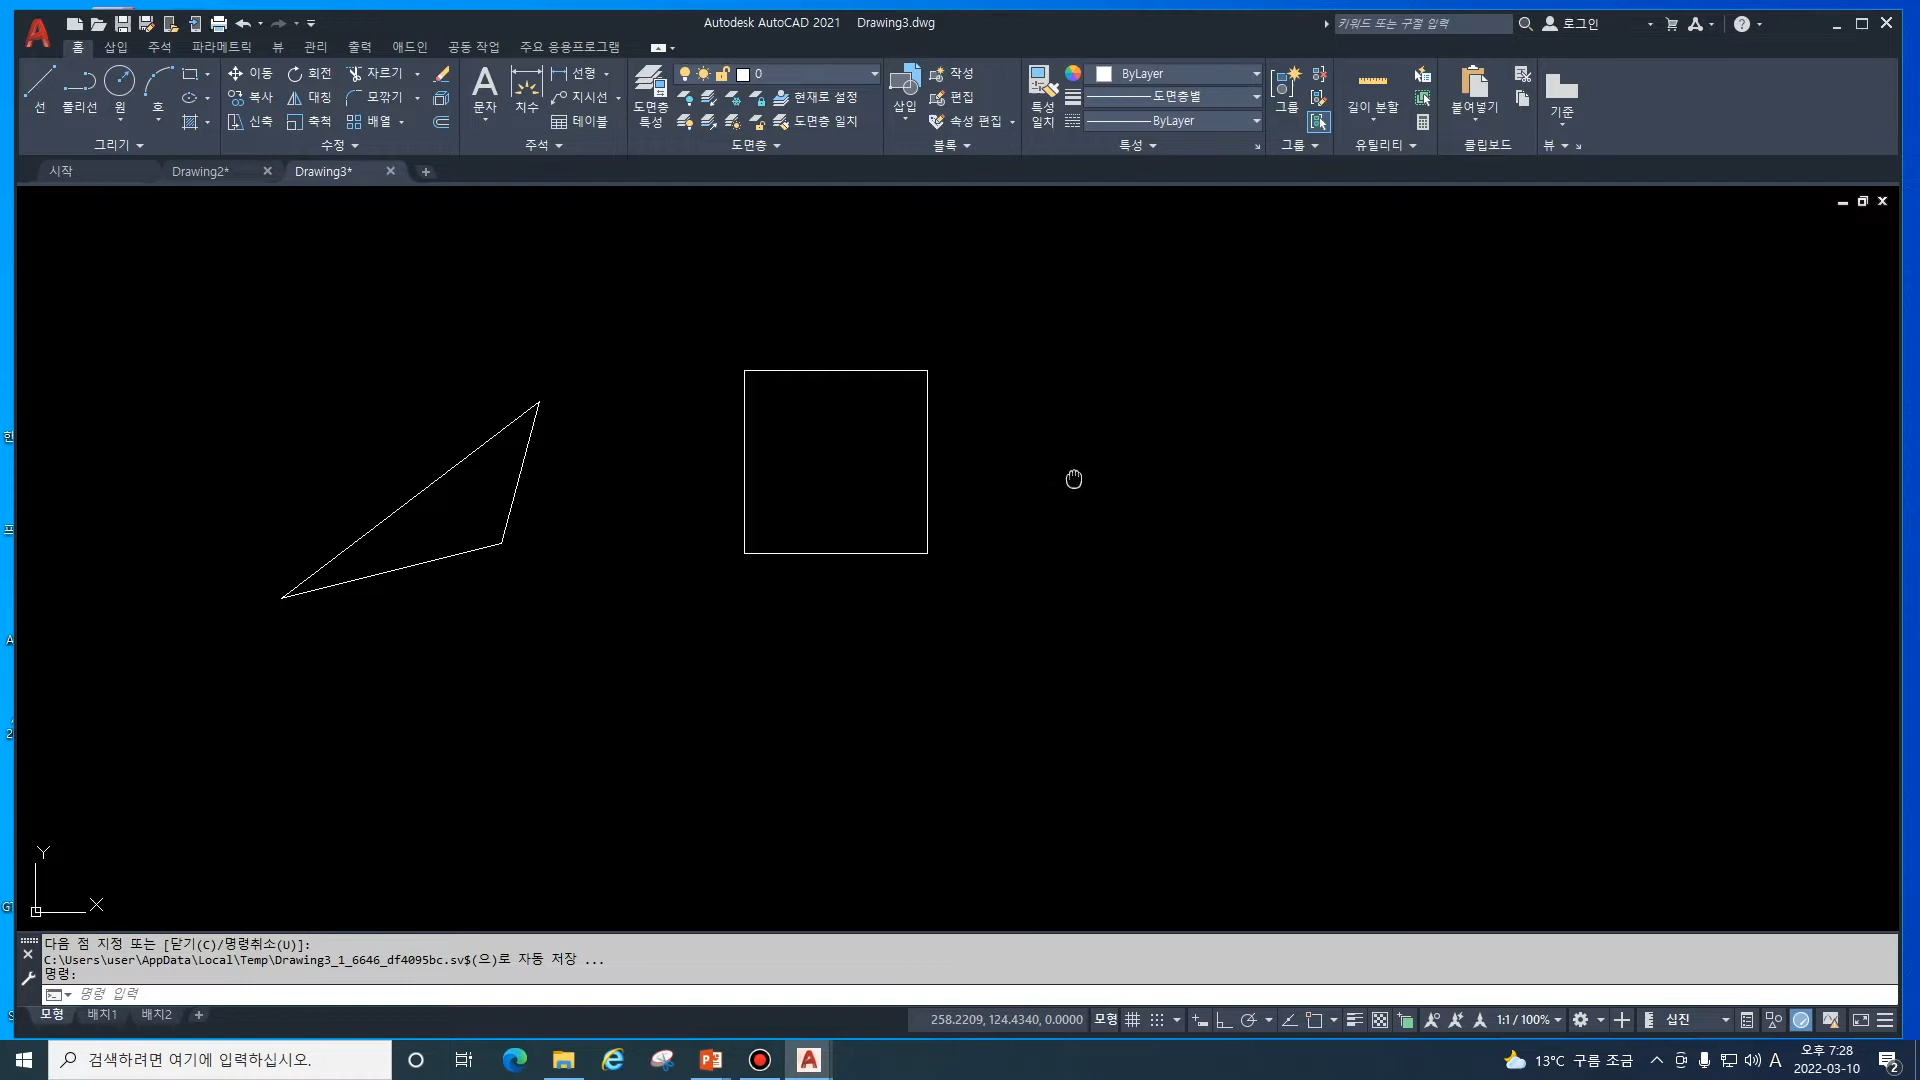 Autodesk AutoCAD 2021 Drawing3.dwg
키워드 또는 구절 입력
로그인
홈 삽입 주석 파라메트릭 뷰 관리 출력 애드인 공동 작업 주요 응용프로그램
선 폴리선 원 호
이동 회전 자르기
복사 대칭 모깎기
신축 축척 배열
문자 치수
선형
지시선
테이블
도면층 특성
0
현재로 설정
도면층 일치
삽입
작성
편집
속성 편집
특성 일치
ByLayer
도면층별
ByLayer
그룹
길이 분할
붙여넣기
기준
그리기 수정 주석 도면층 블록 특성 그룹 유틸리티 클립보드 뷰
시작 Drawing2* Drawing3*
Y
X
다음 점 지정 또는 [닫기(C)/명령취소(U)]:
C:\Users\user\AppData\Local\Temp\Drawing3_1_6646_df4095bc.sv$(으)로 자동 저장 ...
명령:
명령 입력
모형 배치1 배치2
258.2209, 124.4340, 0.0000 모형 1:1 / 100% 십진
검색하려면 여기에 입력하십시오.
13°C 구름 조금
A
오후 7:28
2022-03-10
2